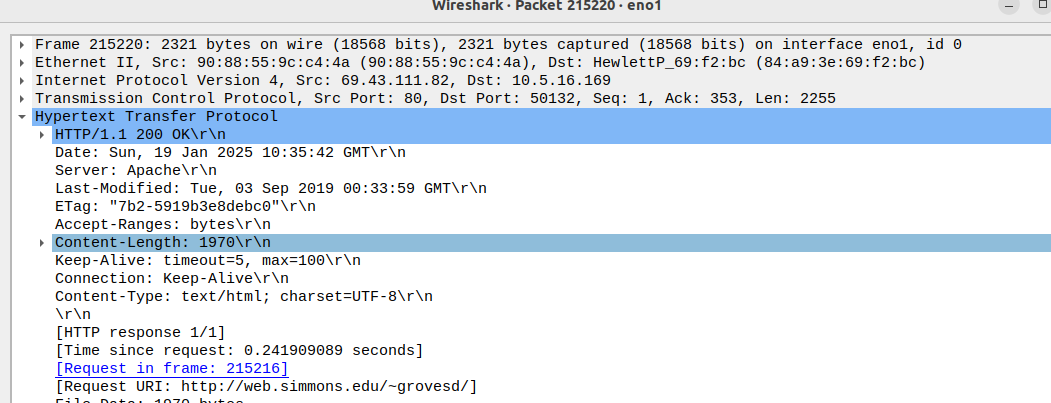 Wireshark · Packet 215220 · eno1
Frame 215220: 2321 bytes on wire (18568 bits), 2321 bytes captured (18568 bits) on interface eno1, id 0
Ethernet II, Src: 90:88:55:9c:c4:4a (90:88:55:9c:c4:4a), Dst: HewlettP_69:f2:bc (84:a9:3e:69:f2:bc)
Internet Protocol Version 4, Src: 69.43.111.82, Dst: 10.5.16.169
Transmission Control Protocol, Src Port: 80, Dst Port: 50132, Seq: 1, Ack: 353, Len: 2255
Hypertext Transfer Protocol
HTTP/1.1 200 OK\r\n
Date: Sun, 19 Jan 2025 10:35:42 GMT\r\n
Server: Apache\r\n
Last-Modified: Tue, 03 Sep 2019 00:33:59 GMT\r\n
ETag: "7b2-5919b3e8debc0"\r\n
Accept-Ranges: bytes\r\n
Content-Length: 1970\r\n
Keep-Alive: timeout=5, max=100\r\n
Connection: Keep-Alive\r\n
Content-Type: text/html; charset=UTF-8\r\n
\r\n
[HTTP response 1/1]
[Time since request: 0.241909089 seconds]
[Request in frame: 215216]
[Request URI: http://web.simmons.edu/~grovesd/]
File Data: 1970 bytes